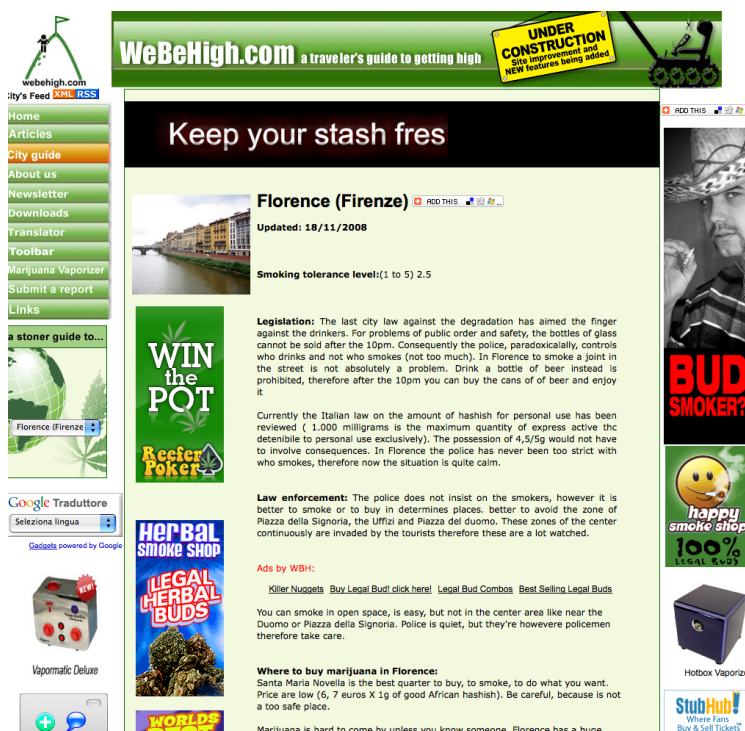 UNDER
CONSTRUCTION
Site improvement and
NEW features being added
WeBeHigh.com a traveler's guide to getting high
webehigh.com
City's Feed XML RSS
Home
Articles
City guide
About us
Newsletter
Downloads
Translator
Toolbar
Marijuana Vaporizer
Submit a report
Links
a stoner guide to...
Florence (Firenze
Google Traduttore
Seleziona lingua
Gadgets powered by Google
NEW!
Vapormatic Deluxe
Keep your stash fres
Florence (Firenze) ADD THIS
Updated: 18/11/2008
Smoking tolerance level:(1 to 5) 2.5
WIN
the
POT
Reefer
Poker
HerBal
smoke shop
LEGAL
HERBAL
BUDS
WORLDS
BEST
Legislation: The last city law against the degradation has aimed the finger
against the drinkers. For problems of public order and safety, the bottles of glass
cannot be sold after the 10pm. Consequently the police, paradoxicalally, controls
who drinks and not who smokes (not too much). In Florence to smoke a joint in
the street is not absolutely a problem. Drink a bottle of beer instead is
prohibited, therefore after the 10pm you can buy the cans of of beer and enjoy
it
Currently the Italian law on the amount of hashish for personal use has been
reviewed ( 1.000 milligrams is the maximum quantity of express active thc
detenibile to personal use exclusively). The possession of 4,5/5g would not have
to involve consequences. In Florence the police has never been too strict with
who smokes, therefore now the situation is quite calm.
Law enforcement: The police does not insist on the smokers, however it is
better to smoke or to buy in determines places. better to avoid the zone of
Piazza della Signoria, the Uffizi and Piazza del duomo. These zones of the center
continuously are invaded by the tourists therefore these are a lot watched.
Ads by WBH:
Killer Nuggets Buy Legal Bud! click here! Legal Bud Combos Best Selling Legal Buds
You can smoke in open space, is easy, but not in the center area like near the
Duomo or Piazza della Signoria. Police is quiet, but they're howevere policemen
therefore take care.
Where to buy marijuana in Florence:
Santa Maria Novella is the best quarter to buy, to smoke, to do what you want.
Price are low (6, 7 euros X 1g of good African hashish). Be careful, because is not
a too safe place.
Marijuana is hard to come by unless you know someone. Florence has a huge
ADD THIS
BUD
SMOKER?
happy
smoke shop
100%
LEGAL BUDS
Hotbox Vaporize
StubHub!
Where Fans
Buy & Sell Tickets